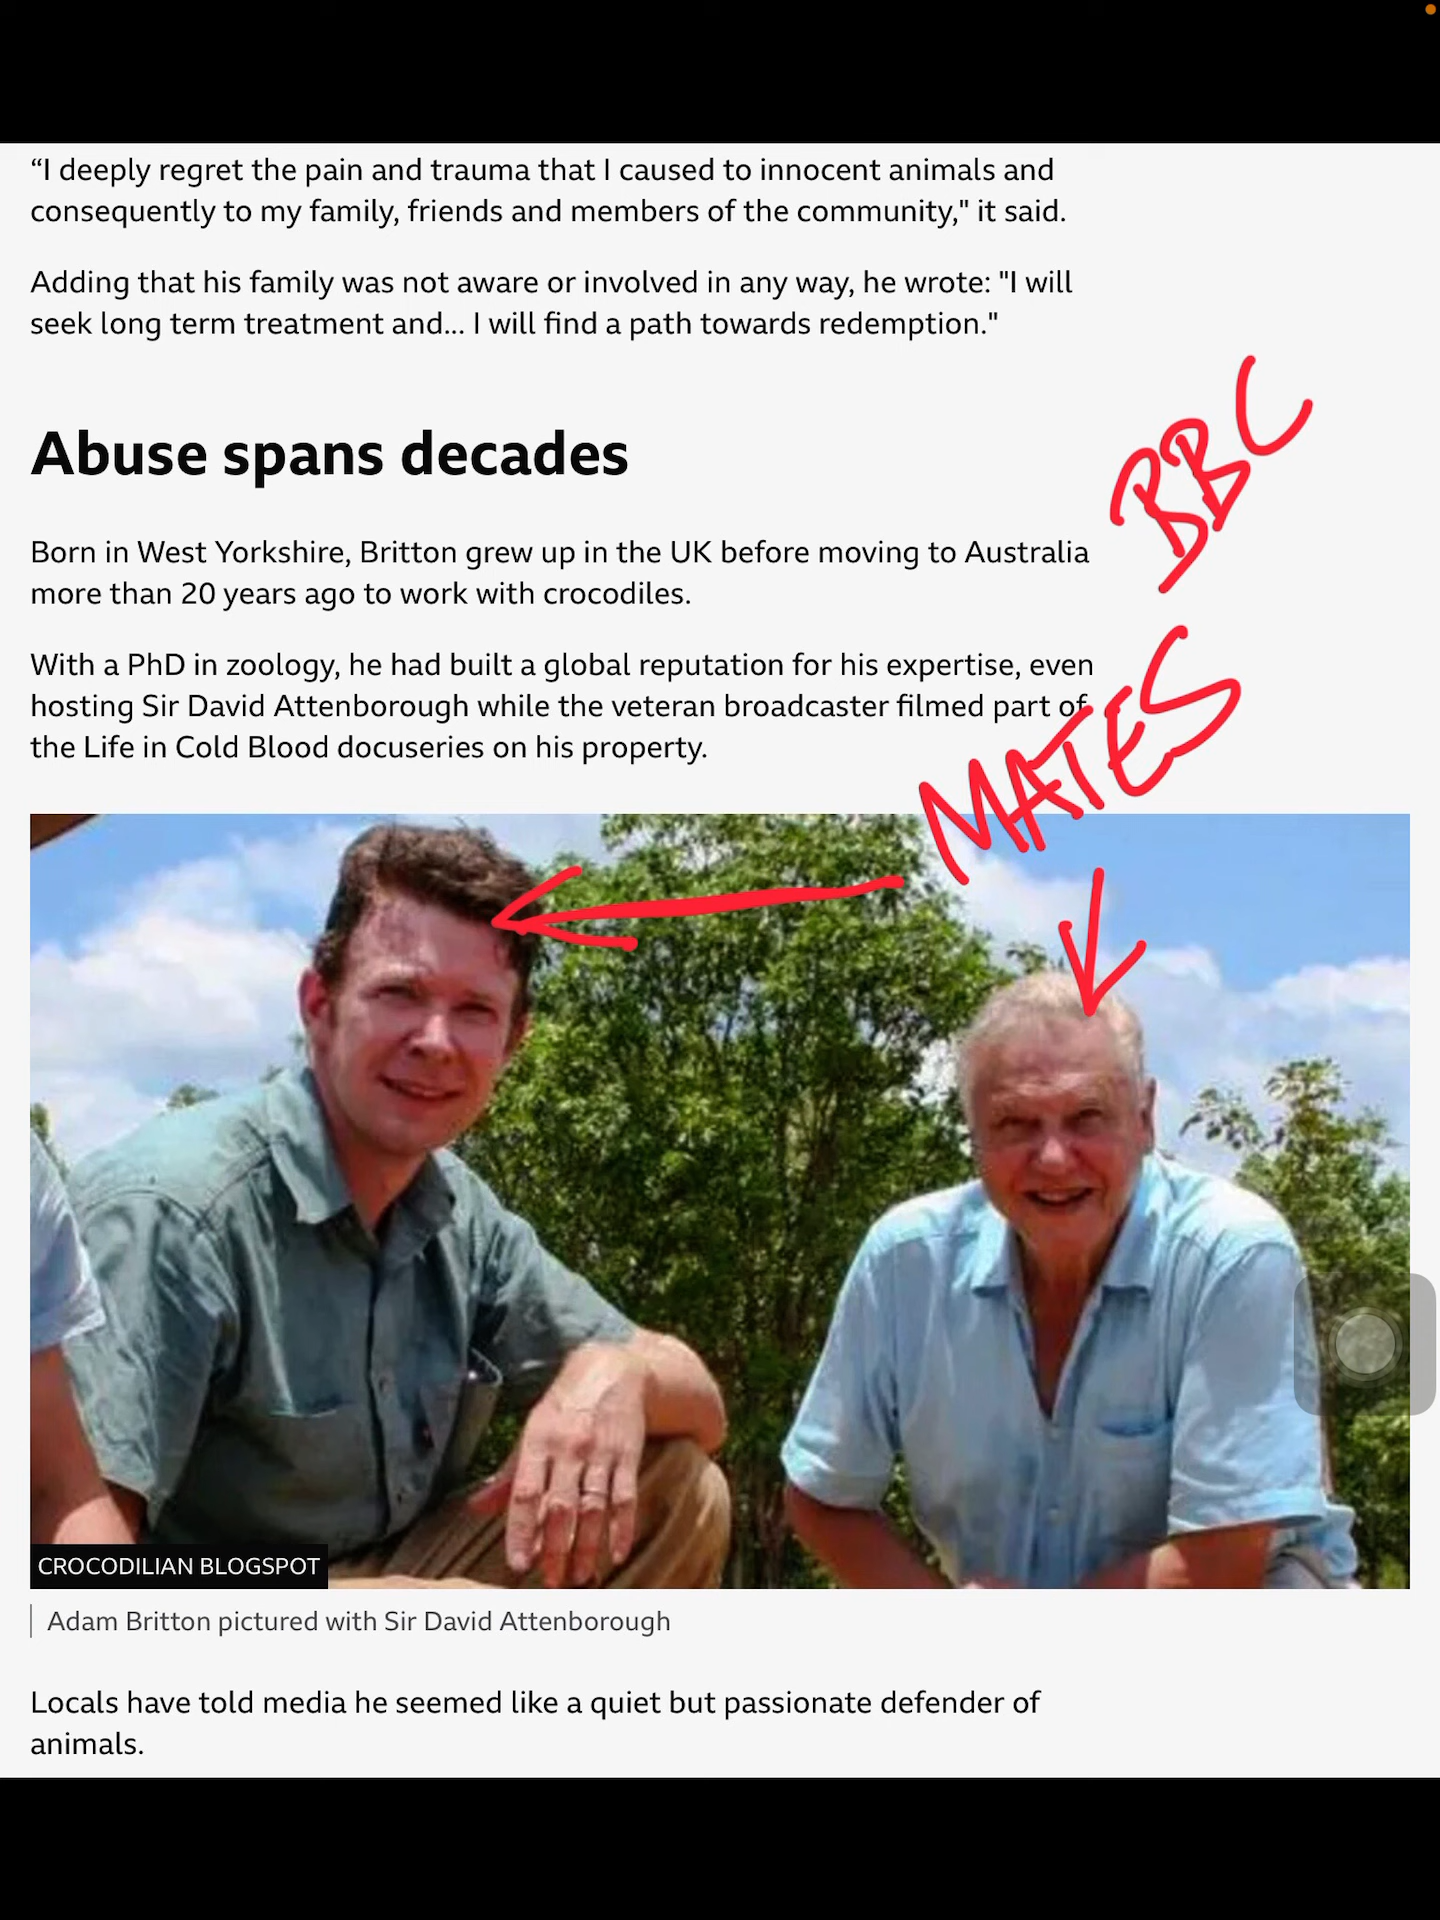 “I deeply regret the pain and trauma that I caused to innocent animals and
consequently to my family, friends and members of the community," it said.
Adding that his family was not aware or involved in any way, he wrote: "I will
seek long term treatment and... I will find a path towards redemption."
BBC
Abuse spans decades
Born in West Yorkshire, Britton grew up in the UK before moving to Australia
more than 20 years ago to work with crocodiles.
With a PhD in zoology, he had built a global reputation for his expertise, even
hosting Sir David Attenborough while the veteran broadcaster filmed part of
the Life in Cold Blood docuseries on his property.
MATES
CROCODILIAN BLOGSPOT
Adam Britton pictured with Sir David Attenborough
Locals have told media he seemed like a quiet but passionate defender of
animals.